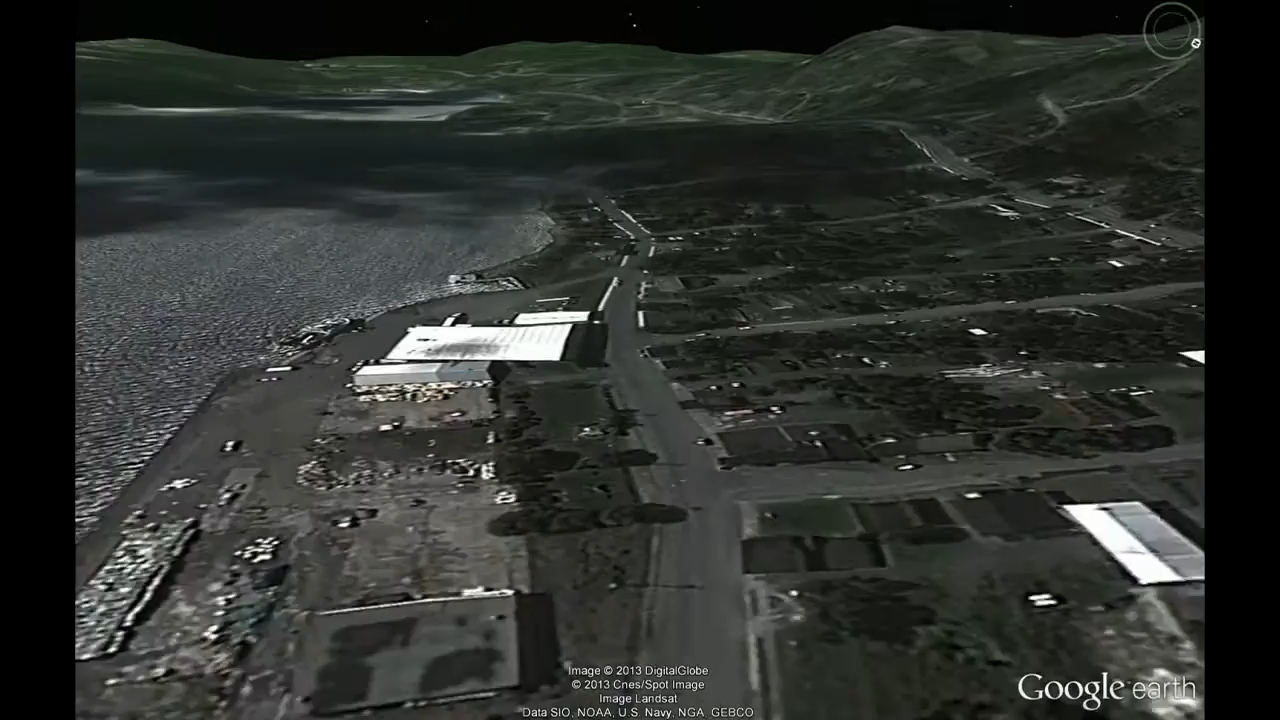 Image © 2013 DigitalGlobe
© 2013 Cnes/Spot Image
Image Landsat
Data SIO, NOAA, U.S. Navy, NGA, GEBCO
Google earth